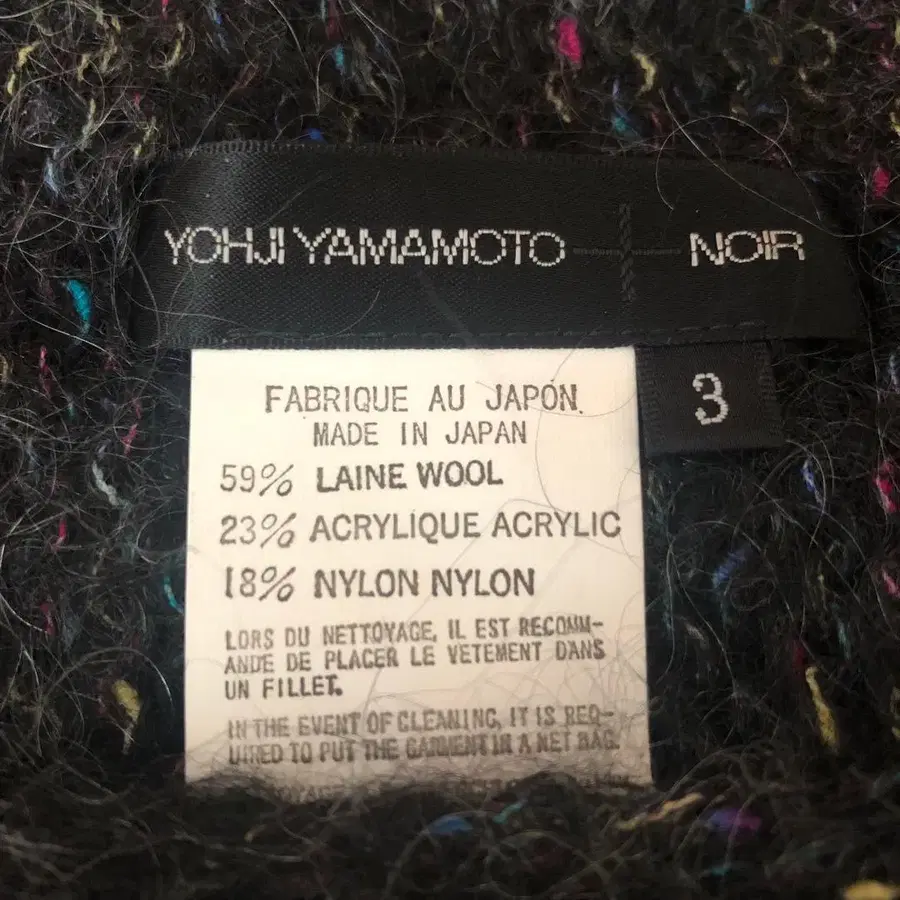 YOHJI YAMAMOTO NOIR
3
FABRIQUE AU JAPON.
MADE IN JAPAN
59% LAINE WOOL
23% ACRYLIQUE ACRYLIC
18% NYLON NYLON
LORS DU NETTOYAGE, IL EST RECOMM-
ANDE DE PLACER LE VETEMENT DANS
UN FILLET.
IN THE EVENT OF CLEANING, IT IS REQ-
UIRED TO PUT THE GARMENT IN A NET BAG.